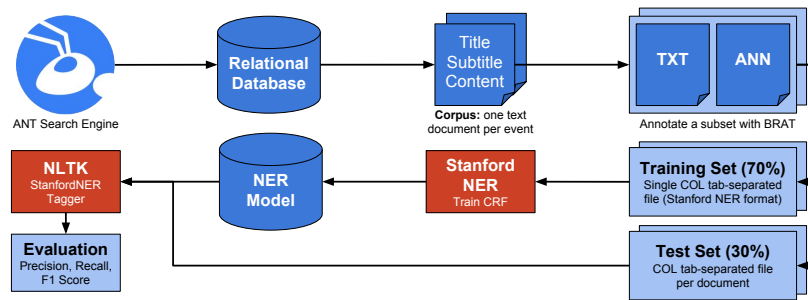 ANT Search Engine
Relational
Database
Title
Subtitle
Content
Corpus: one text
document per event
TXT
ANN
Annotate a subset with BRAT
NLTK
StanfordNER
Tagger
NER
Model
Stanford
NER
Train CRF
Training Set (70%)
Single COL tab-separated
file (Stanford NER format)
Evaluation
Precision, Recall,
F1 Score
Test Set (30%)
COL tab-separated file
per document